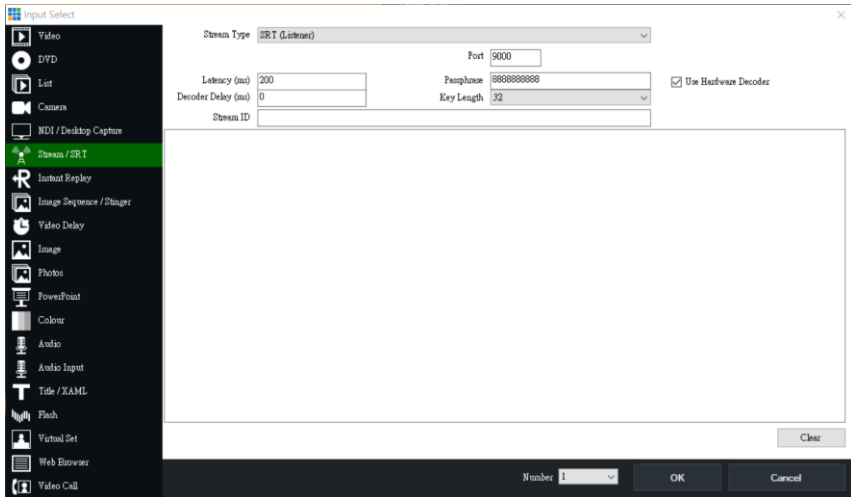 Input Select
Video
DVD
List
Camera
NDI / Desktop Capture
Stream / SRT
Instant Replay
Image Sequence / Stinger
Video Delay
Image
Photos
PowerPoint
Colour
Audio
Audio Input
Title / XAML
Flash
Virtual Set
Web Browser
Video Call
Stream Type SRT (Listener)
Port 9000
Latency (ms) 200 Passphrase 8888888888 Use Hardware Decoder
Decoder Delay (ms) 0 Key Length 32
Stream ID
Clear
Number 1 OK Cancel